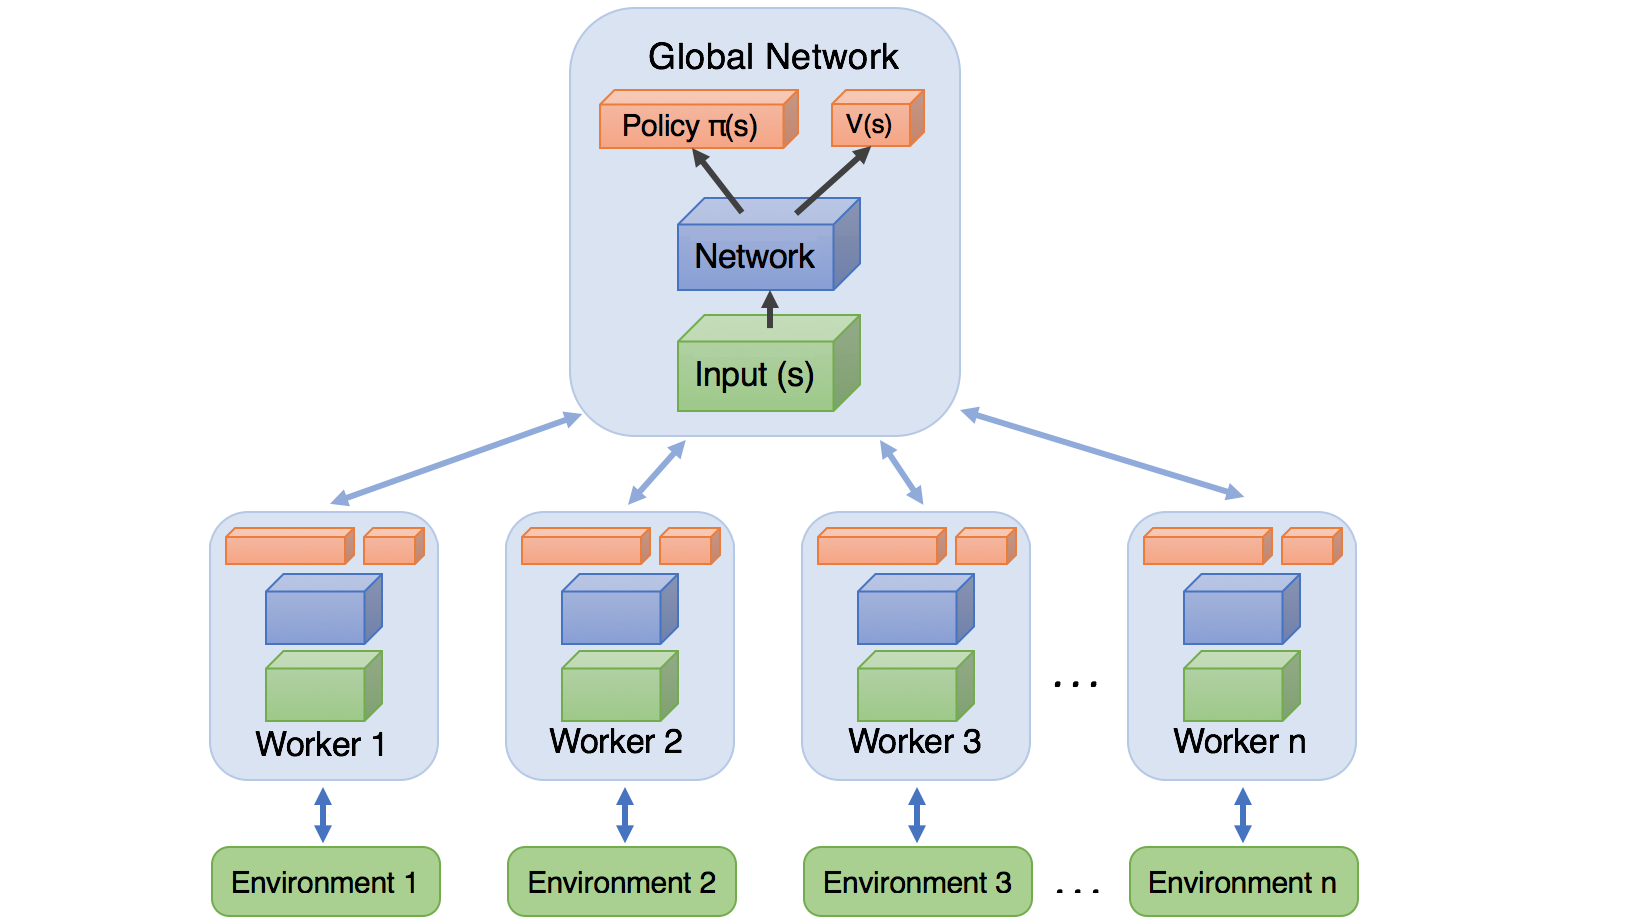 Global Network
Policy π(s)
V(s)
Network
Input (s)
Worker 1
Worker 2
Worker 3
...
Worker n
Environment 1
Environment 2
Environment 3
...
Environment n